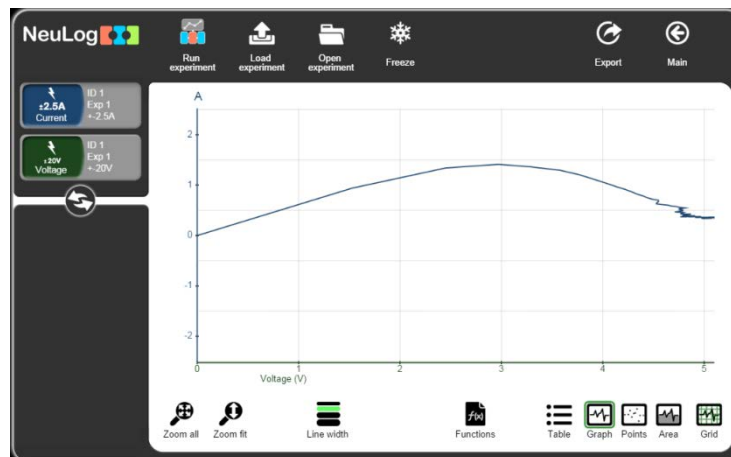 NeuLog
Run
experiment
Load
experiment
Open
experiment
Freeze
Export
Main
±2.5A
Current
ID 1
Exp 1
+-2.5A
±20V
Voltage
ID 1
Exp 1
+-20V
A
2
1
0
-1
-2
0
1
2
3
4
5
Voltage (V)
Zoom all
Zoom fit
Line width
f(x)
Functions
Table
Graph
Points
Area
Grid